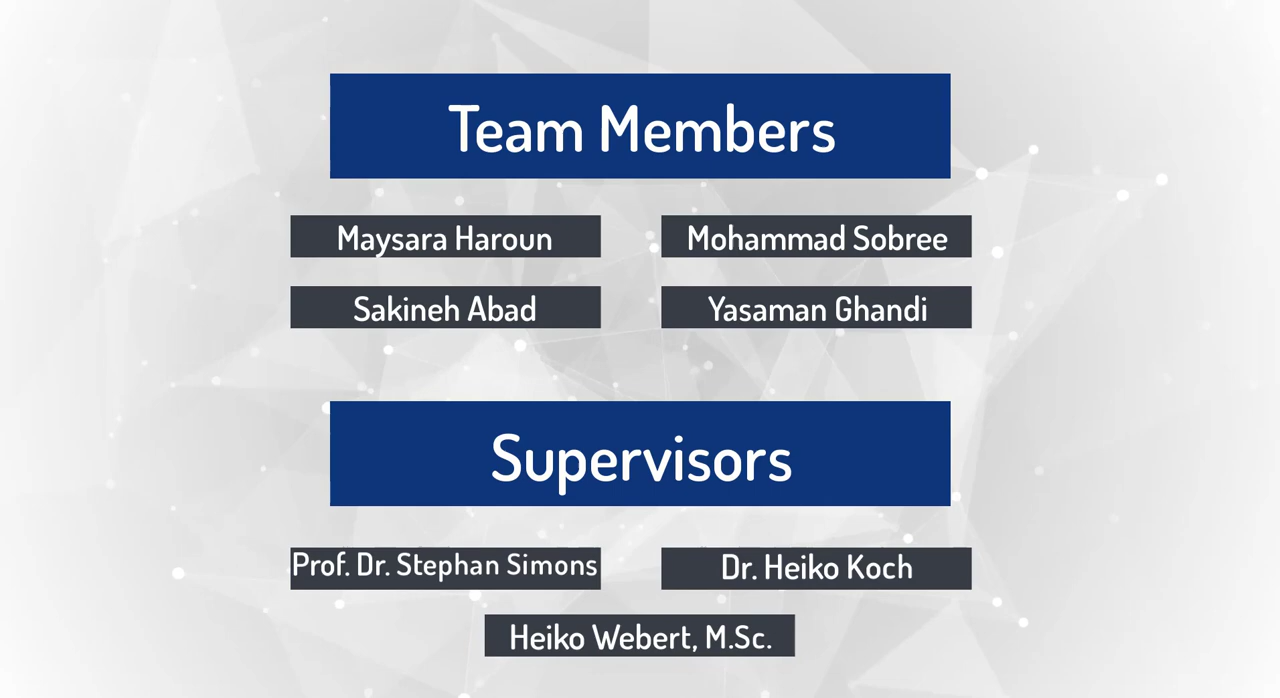 Team Members
Maysara Haroun
Mohammad Sobree
Sakineh Abad
Yasaman Ghandi
Supervisors
Prof. Dr. Stephan Simons
Dr. Heiko Koch
Heiko Webert, M.Sc.